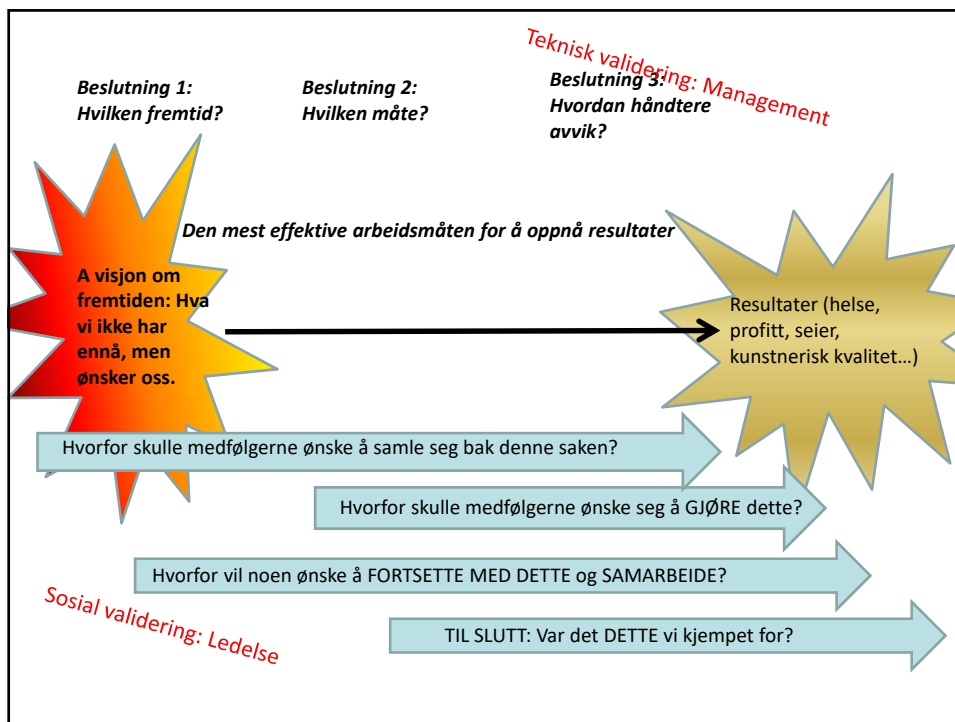 Teknisk validering: Management
Beslutning 1:
Hvilken fremtid?
Beslutning 2:
Hvilken måte?
Beslutning 3:
Hvordan håndtere
avvik?
Den mest effektive arbeidsmåten for å oppnå resultater
A visjon om
fremtiden: Hva
vi ikke har
ennå, men
ønsker oss.
Resultater (helse,
profitt, seier,
kunstnerisk kvalitet…)
Hvorfor skulle medfølgerne ønske å samle seg bak denne saken?
Hvorfor skulle medfølgerne ønske seg å GJØRE dette?
Hvorfor vil noen ønske å FORTSETTE MED DETTE og SAMARBEIDE?
Sosial validering: Ledelse
TIL SLUTT: Var det DETTE vi kjempet for?